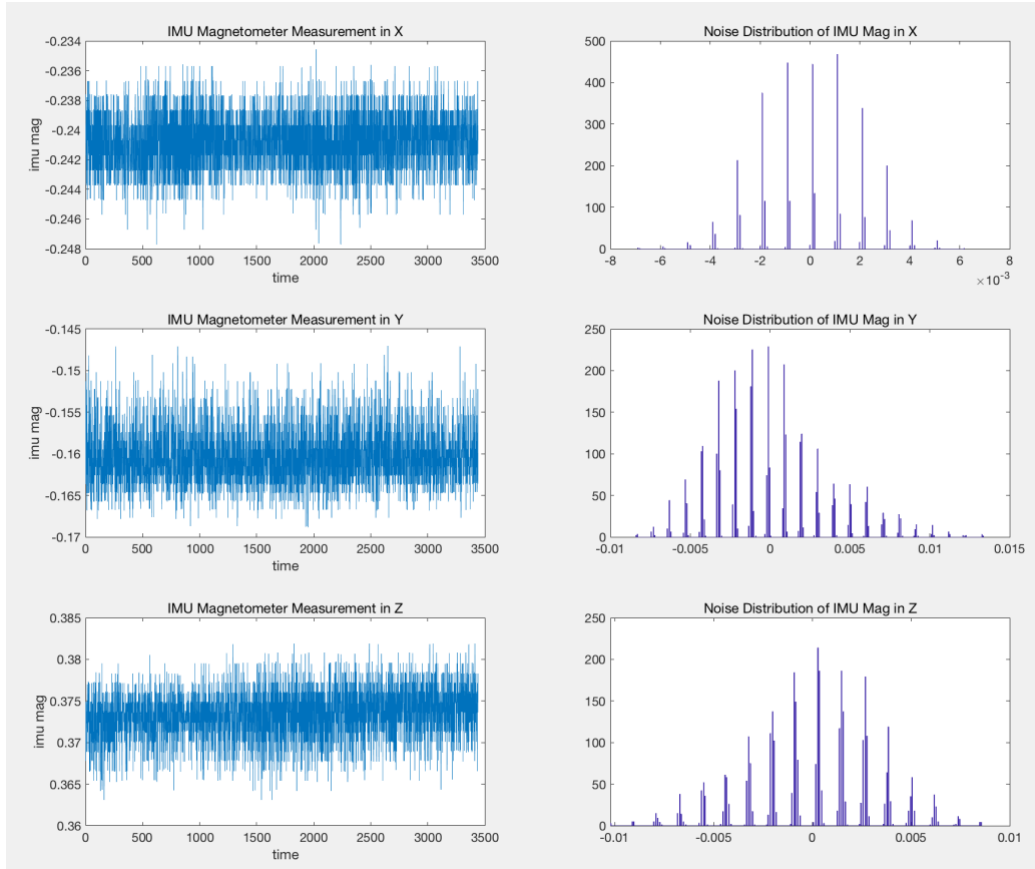 IMU Magnetometer Measurement in X
-0.234
-0.236
-0.238
-0.24
-0.242
-0.244
-0.246
-0.248
imu mag
0 500 1000 1500 2000 2500 3000 3500
time
Noise Distribution of IMU Mag in X
500
400
300
200
100
0
-8 -6 -4 -2 0 2 4 6 8
×10⁻³
IMU Magnetometer Measurement in Y
-0.145
-0.15
-0.155
-0.16
-0.165
-0.17
imu mag
0 500 1000 1500 2000 2500 3000 3500
time
Noise Distribution of IMU Mag in Y
250
200
150
100
50
0
-0.01 -0.005 0 0.005 0.01 0.015
IMU Magnetometer Measurement in Z
0.385
0.38
0.375
0.37
0.365
0.36
imu mag
0 500 1000 1500 2000 2500 3000 3500
time
Noise Distribution of IMU Mag in Z
250
200
150
100
50
0
-0.01 -0.005 0 0.005 0.01